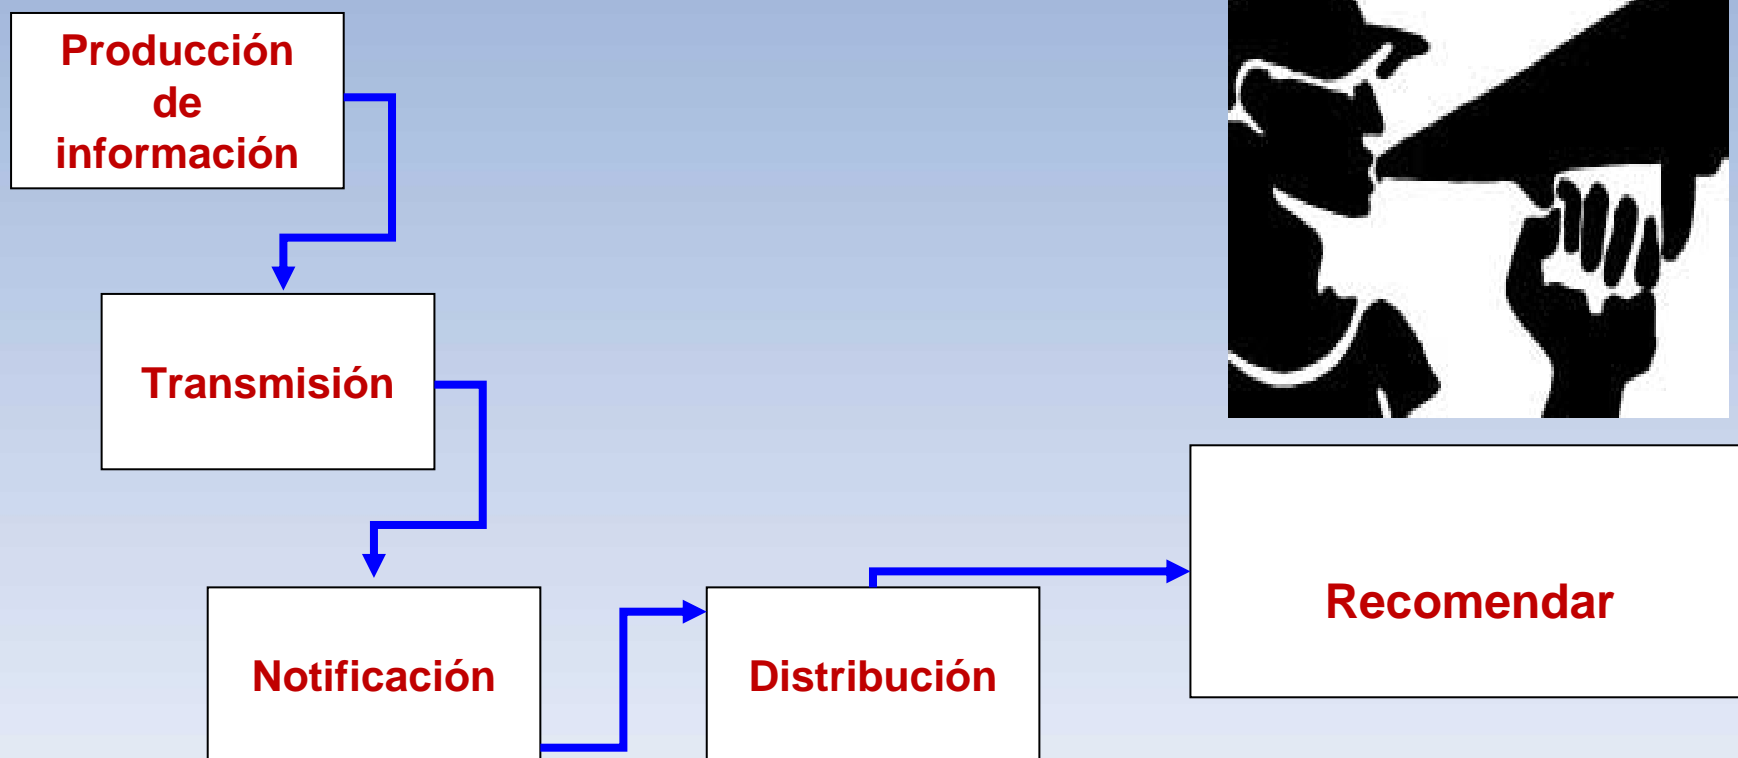 Producción
de
información
Transmisión
Notificación
Distribución
Recomendar